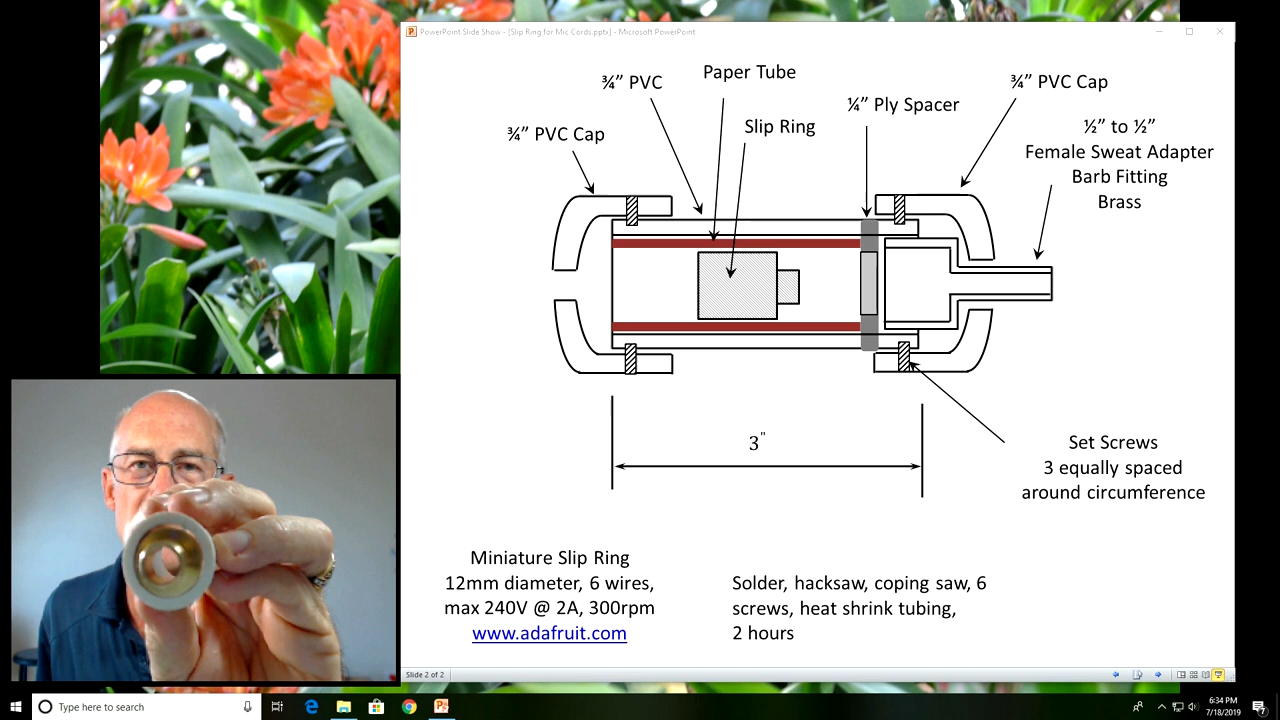 PowerPoint Slide Show - [Slip Ring for Mic Cords.pptx] - Microsoft PowerPoint
Paper Tube
¾” PVC
¾” PVC Cap
¼” Ply Spacer
½” to ½”
Slip Ring
¾” PVC Cap
Female Sweat Adapter
Barb Fitting
Brass
3"
Set Screws
3 equally spaced
around circumference
Miniature Slip Ring
12mm diameter, 6 wires,
max 240V @ 2A, 300rpm
www.adafruit.com
Solder, hacksaw, coping saw, 6
screws, heat shrink tubing,
2 hours
Slide 2 of 2
Type here to search
6:34 PM
7/18/2019